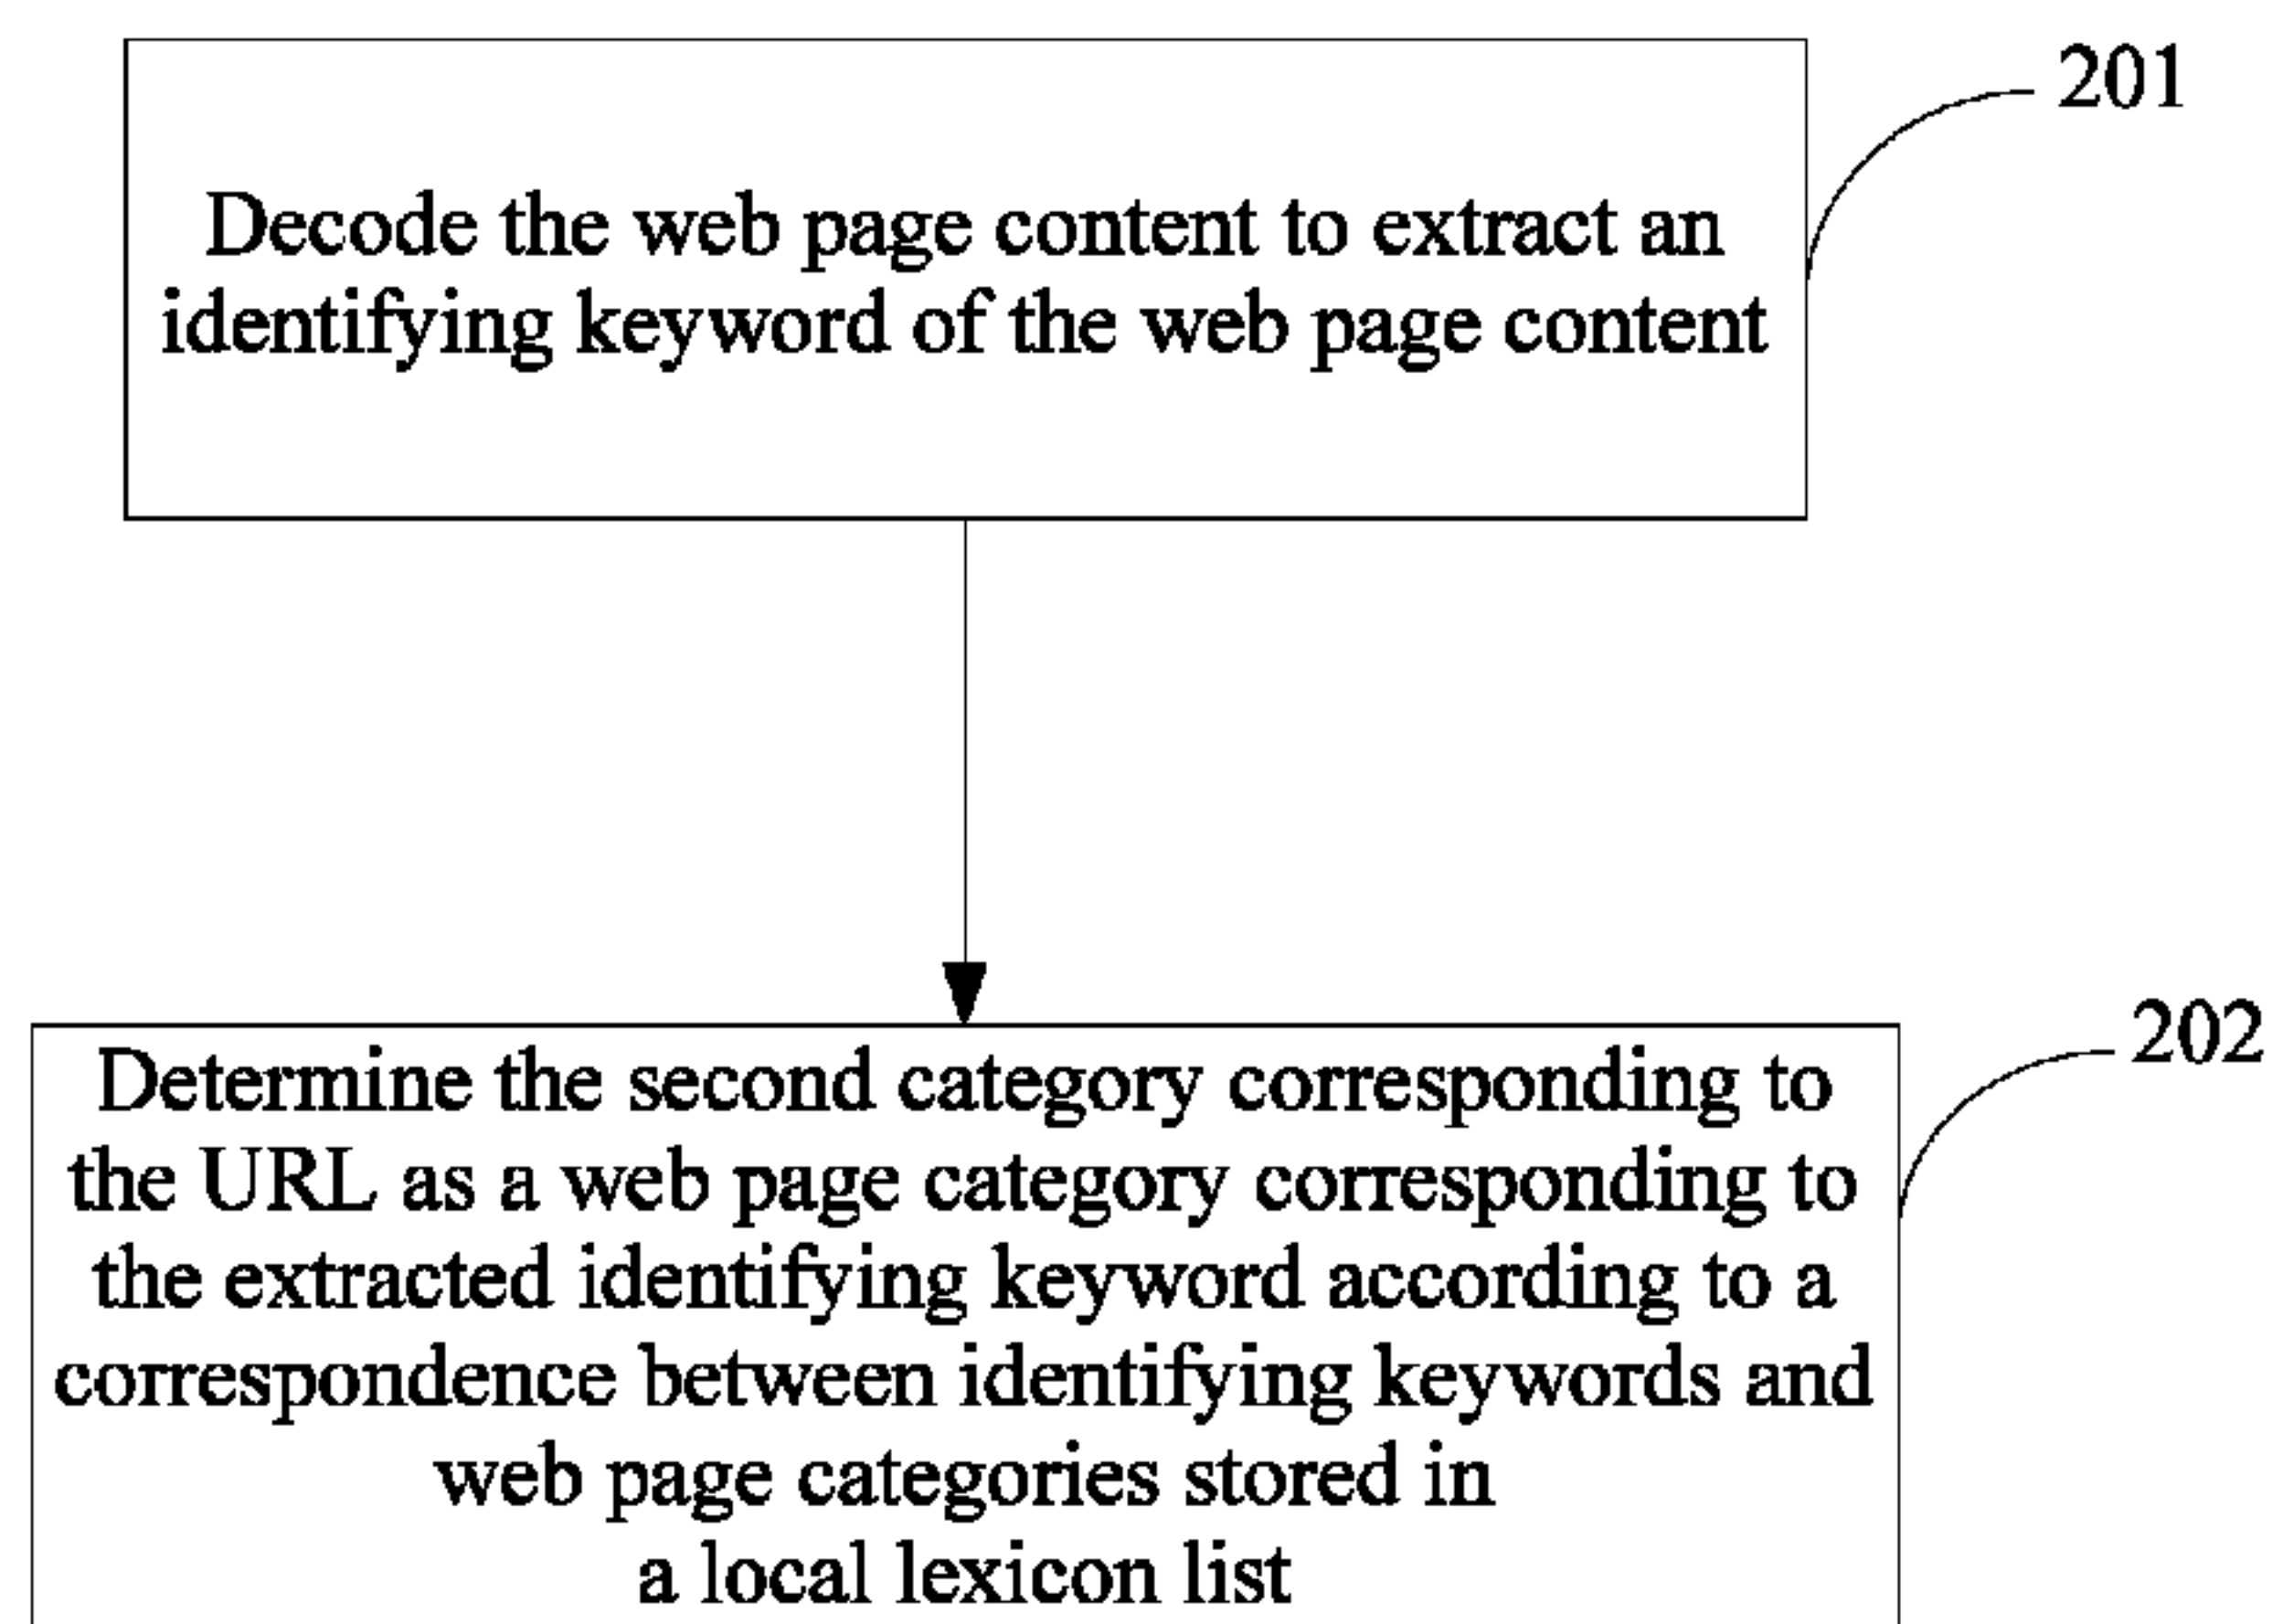 201
Decode the web page content to extract an
identifying keyword of the web page content
202
Determine the second category corresponding to
the URL as a web page category corresponding to
the extracted identifying keyword according to a
correspondence between identifying keywords and
web page categories stored in
a local lexicon list